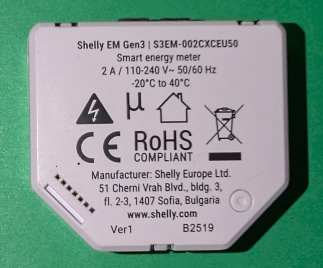 Shelly EM Gen3 | S3EM-002CXCEU50
Smart energy meter
2 A / 110-240 V~ 50/60 Hz
-20°C to 40°C
μ
CE RoHS
COMPLIANT
Manufacturer: Shelly Europe Ltd.
51 Cherni Vrah Blvd., bldg. 3,
fl. 2-3, 1407 Sofia, Bulgaria
www.shelly.com
Ver1 B2519